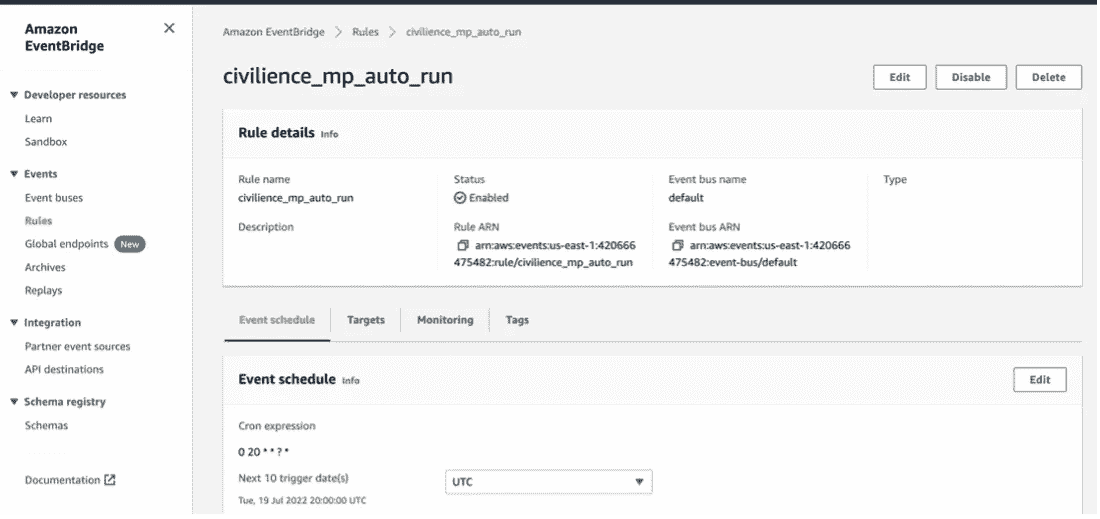 Amazon
EventBridge
Developer resources
Learn
Sandbox
Events
Event buses
Rules
Global endpoints New
Archives
Replays
Integration
Partner event sources
API destinations
Schema registry
Schemas
Documentation
Amazon EventBridge > Rules > civilience_mp_auto_run
civilience_mp_auto_run
Edit Disable Delete
Rule details Info
Rule name
civilience_mp_auto_run
Description
Status
Enabled
Rule ARN
arn:aws:events:us-east-1:420666
475482:rule/civilience_mp_auto_run
Event bus name
default
Event bus ARN
arn:aws:events:us-east-1:420666
475482:event-bus/default
Type
Event schedule Targets Monitoring Tags
Event schedule Info
Edit
Cron expression
0 20 * * ? *
Next 10 trigger date(s)
UTC
Tue, 19 Jul 2022 20:00:00 UTC